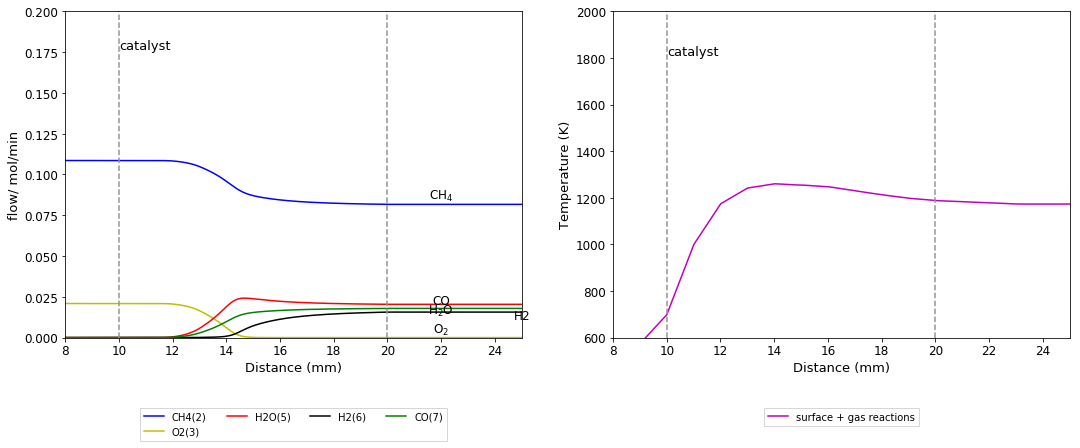 0.200
0.175
0.150
0.125
0.100
0.075
0.050
0.025
0.000
flow/ mol/min
catalyst
CH₄
CO
H₂O
H2
O₂
8 10 12 14 16 18 20 22 24
Distance (mm)
CH4(2) H2O(5) H2(6) CO(7)
O2(3)
2000
1800
1600
1400
1200
1000
800
600
Temperature (K)
catalyst
8 10 12 14 16 18 20 22 24
Distance (mm)
surface + gas reactions